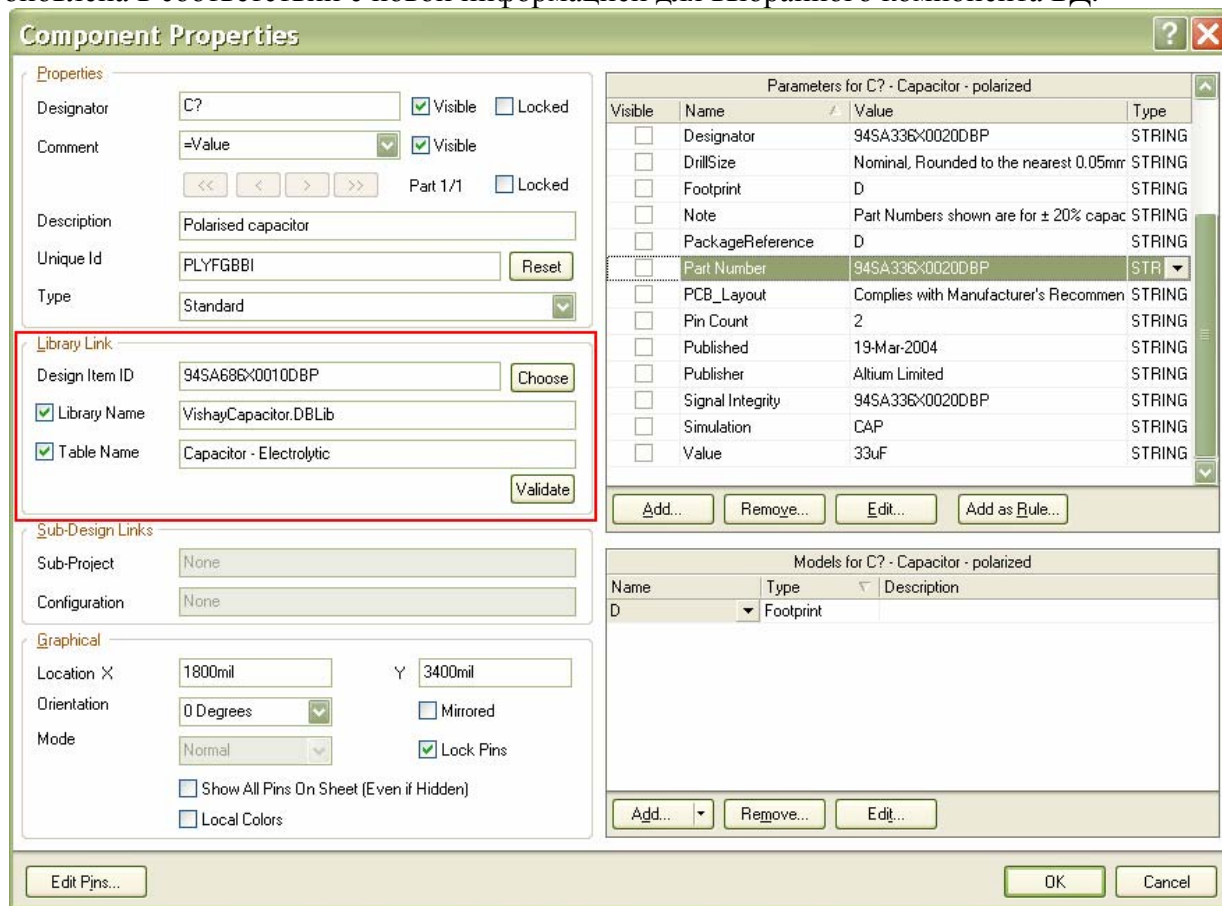 новлена в соответствии с новой информацией для выбранного компонента БД.
Component Properties
Properties
Designator C? Visible Locked
Comment =Value Visible
<< < > >> Part 1/1 Locked
Description Polarised capacitor
Unique Id PLYFGBBI Reset
Type Standard
Library Link
Design Item ID 94SA686X0010DBP Choose
Library Name VishayCapacitor.DBLib
Table Name Capacitor - Electrolytic
Validate
Sub-Design Links
Sub-Project None
Configuration None
Graphical
Location X 1800mil Y 3400mil
Orientation 0 Degrees Mirrored
Mode Normal Lock Pins
Show All Pins On Sheet (Even if Hidden)
Local Colors
Parameters for C? - Capacitor - polarized
Visible Name Value Type
Designator 94SA336X0020DBP STRING
DrillSize Nominal, Rounded to the nearest 0.05mm STRING
Footprint D STRING
Note Part Numbers shown are for ± 20% capac STRING
PackageReference D STRING
Part Number 94SA336X0020DBP STR
PCB_Layout Complies with Manufacturer's Recommen STRING
Pin Count 2 STRING
Published 19-Mar-2004 STRING
Publisher Altium Limited STRING
Signal Integrity 94SA336X0020DBP STRING
Simulation CAP STRING
Value 33uF STRING
Add... Remove... Edit... Add as Rule...
Models for C? - Capacitor - polarized
Name Type Description
D Footprint
Add... Remove... Edit...
Edit Pins... OK Cancel